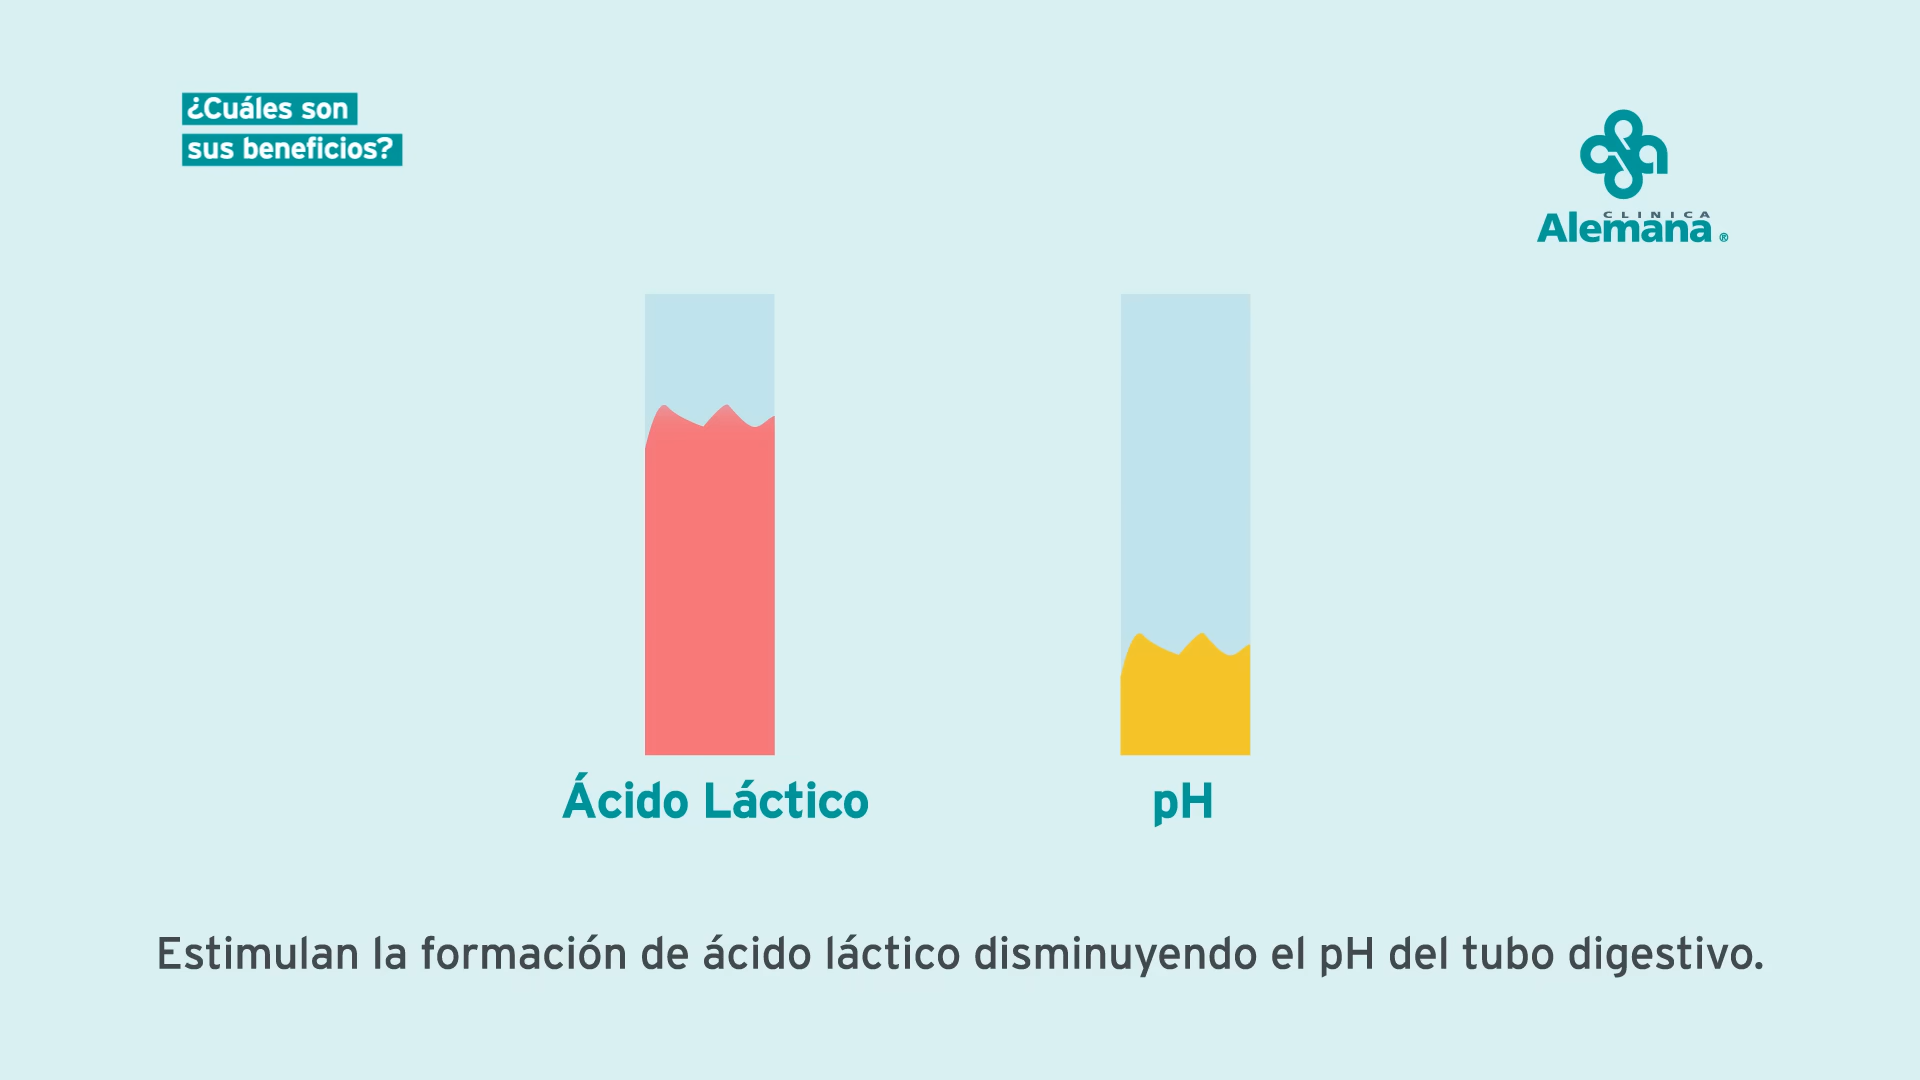 ¿Cuáles son
sus beneficios?
CLINICA
Alemana ®
Ácido Láctico
pH
Estimulan la formación de ácido láctico disminuyendo el pH del tubo digestivo.